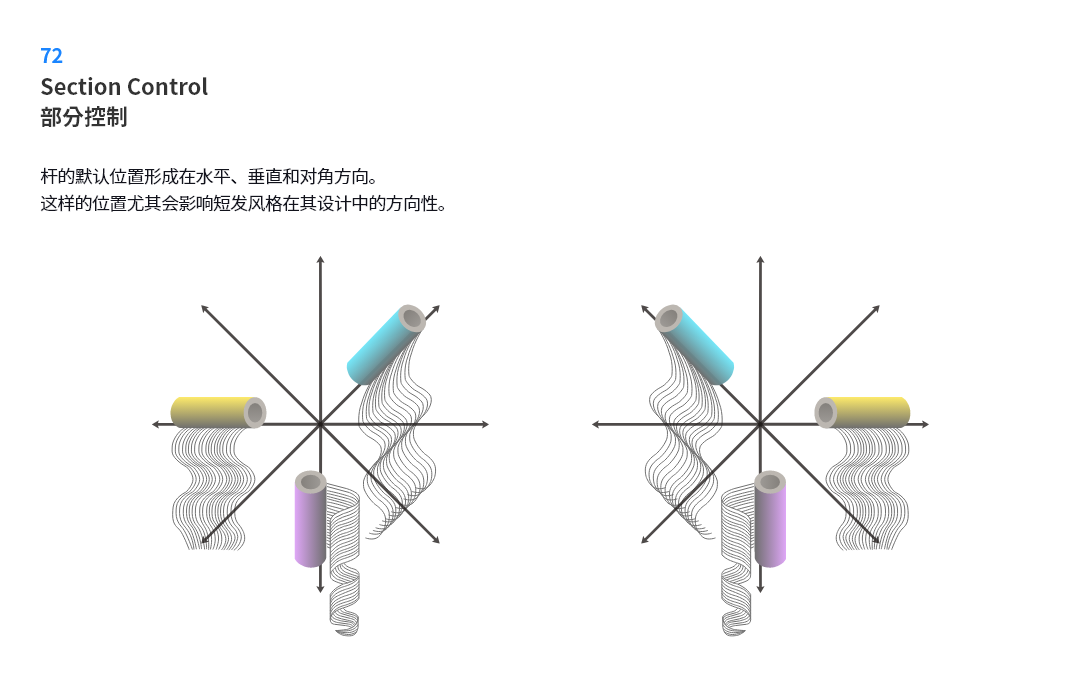 72
Section Control
部分控制
杆的默认位置形成在水平、垂直和对角方向。
这样的位置尤其会影响短发风格在其设计中的方向性。